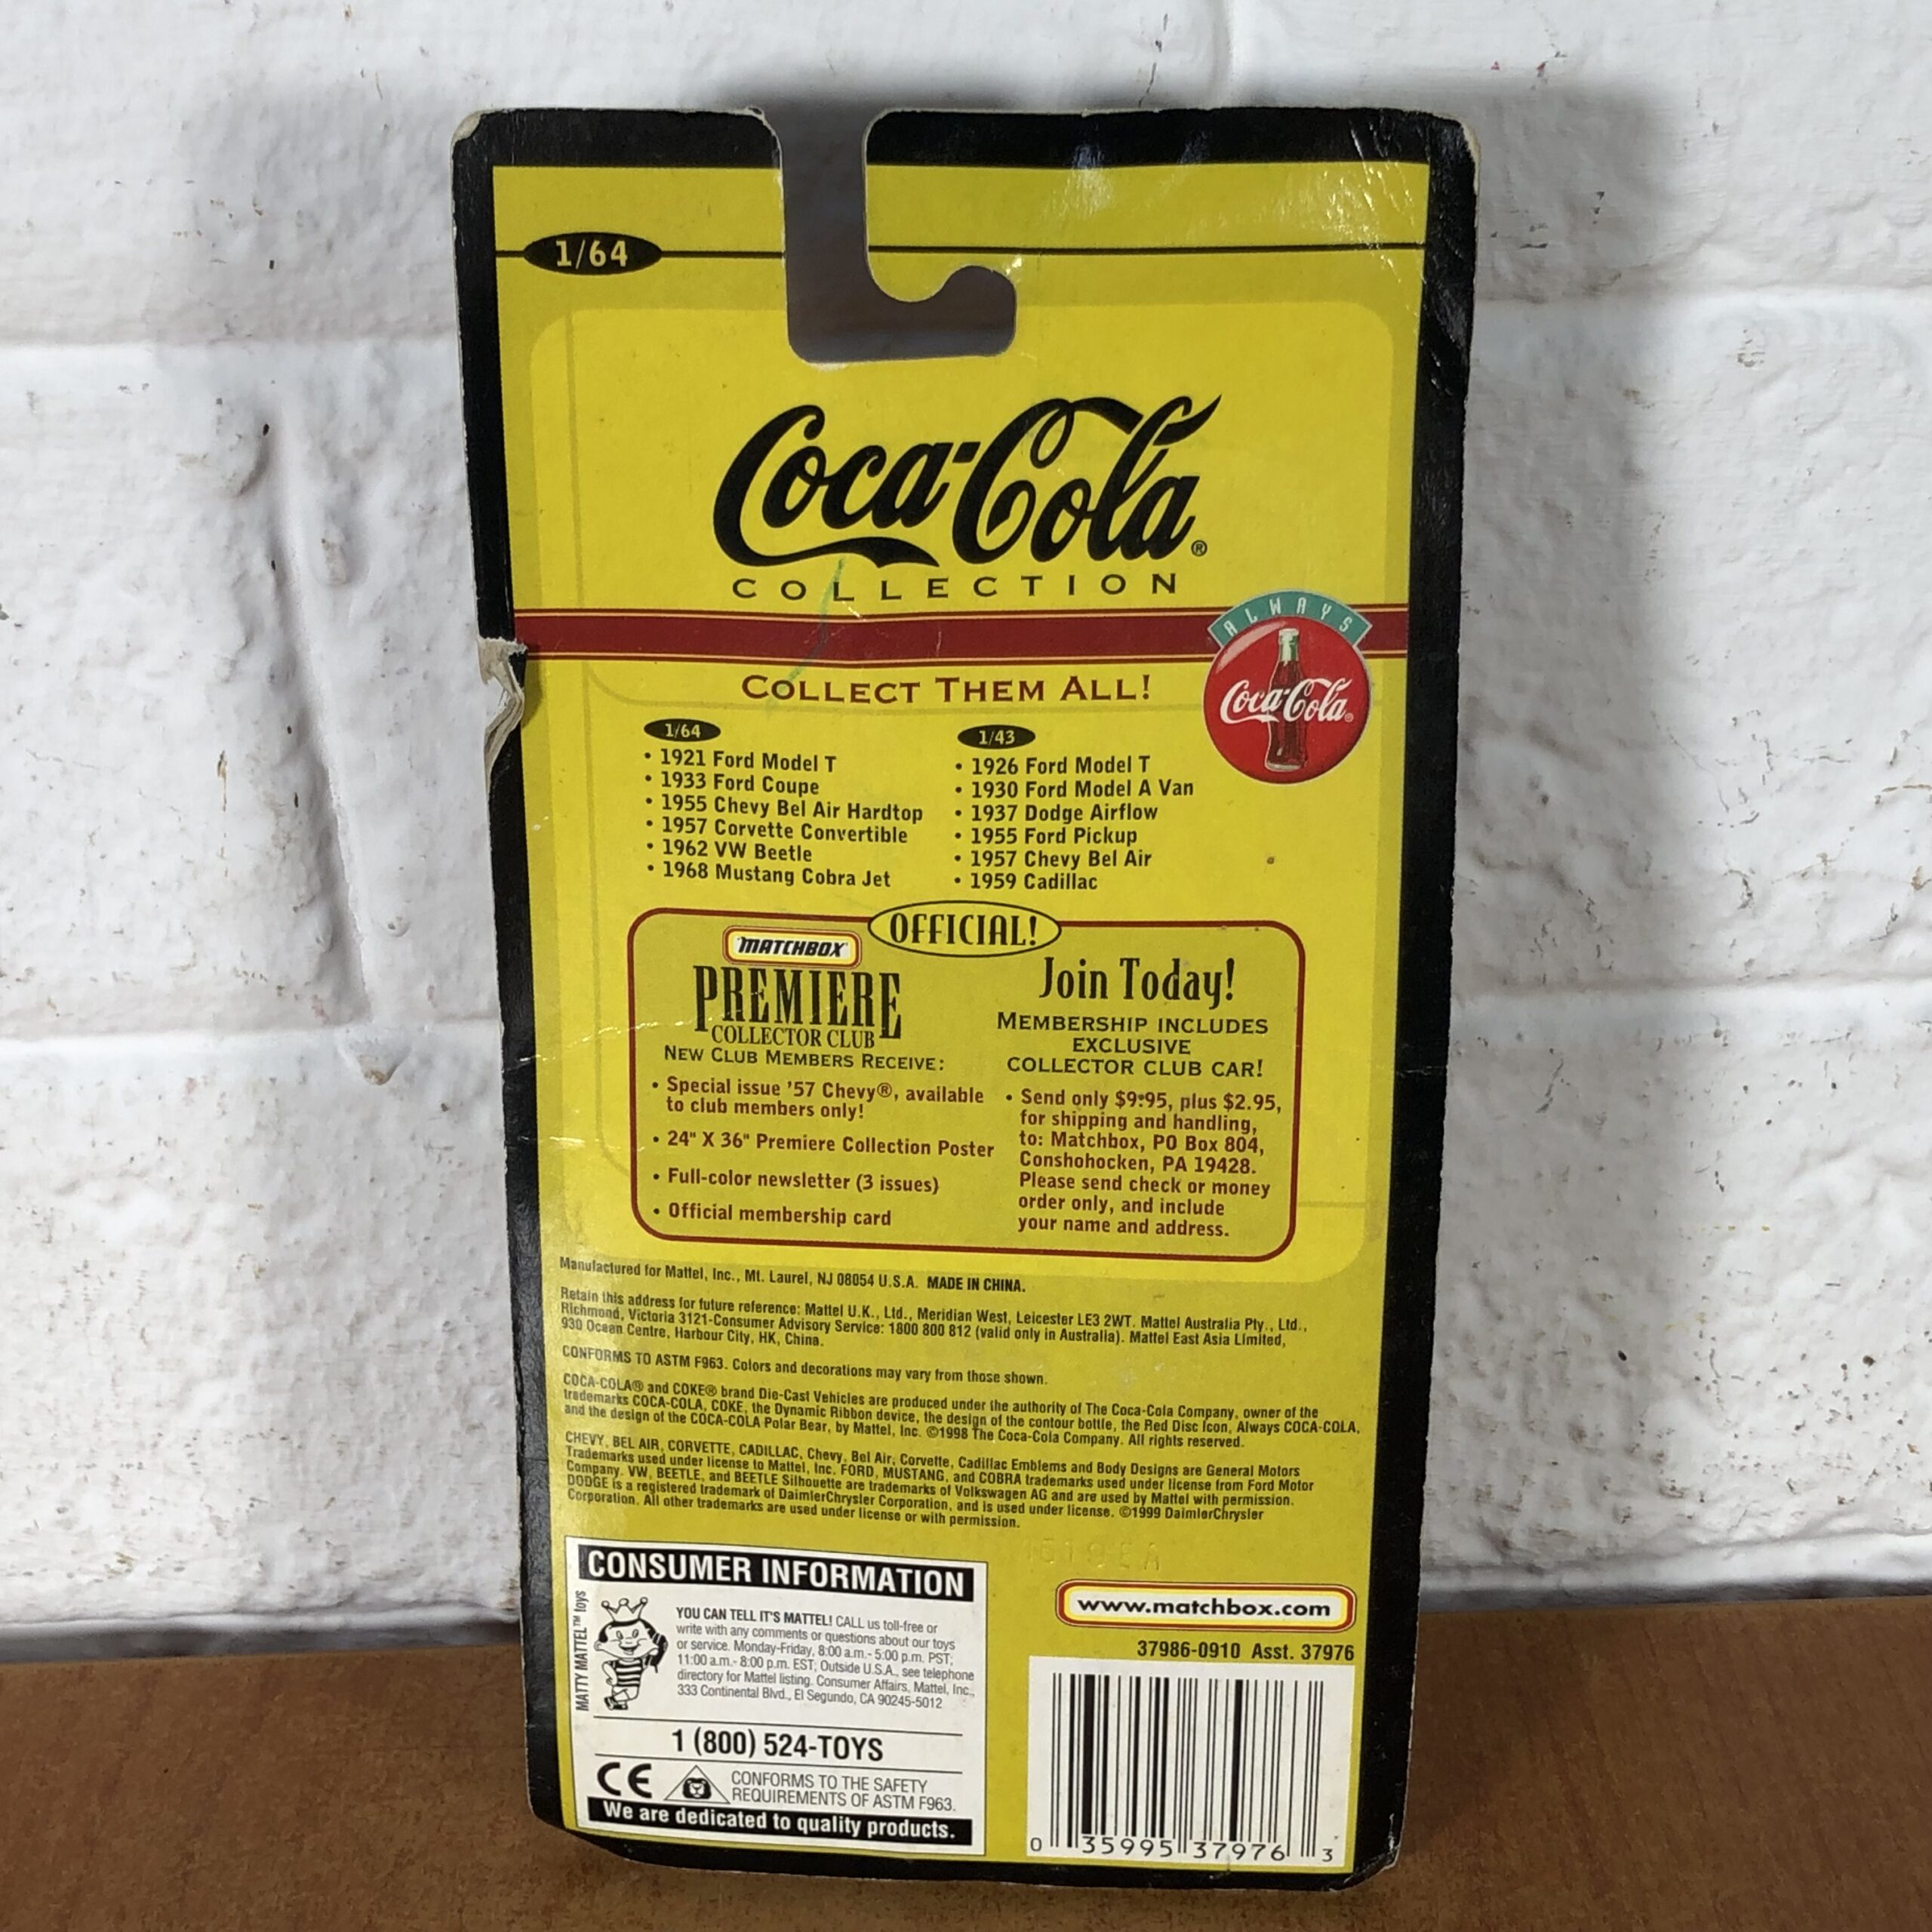 1/64
Coca-Cola®
COLLECTION
ALWAYS
Coca-Cola®
COLLECT THEM ALL!
1/64
• 1921 Ford Model T
• 1933 Ford Coupe
• 1955 Chevy Bel Air Hardtop
• 1957 Corvette Convertible
• 1962 VW Beetle
• 1968 Mustang Cobra Jet
1/43
• 1926 Ford Model T
• 1930 Ford Model A Van
• 1937 Dodge Airflow
• 1955 Ford Pickup
• 1957 Chevy Bel Air
• 1959 Cadillac
OFFICIAL!
MATCHBOX
PREMIERE
COLLECTOR CLUB
NEW CLUB MEMBERS RECEIVE:
• Special issue '57 Chevy®, available
to club members only!
• 24" X 36" Premiere Collection Poster
• Full-color newsletter (3 issues)
• Official membership card
Join Today!
MEMBERSHIP INCLUDES
EXCLUSIVE
COLLECTOR CLUB CAR!
• Send only $9.95, plus $2.95,
for shipping and handling,
to: Matchbox, PO Box 804,
Conshohocken, PA 19428.
Please send check or money
order only, and include
your name and address.
Manufactured for Mattel, Inc., Mt. Laurel, NJ 08054 U.S.A. MADE IN CHINA.
Retain this address for future reference: Mattel U.K., Ltd., Meridian West, Leicester LE3 2WT. Mattel Australia Pty., Ltd.,
Richmond, Victoria 3121-Consumer Advisory Service: 1800 800 812 (valid only in Australia). Mattel East Asia Limited,
930 Ocean Centre, Harbour City, HK, China.
CONFORMS TO ASTM F963. Colors and decorations may vary from those shown.
COCA-COLA® and COKE® brand Die-Cast Vehicles are produced under the authority of The Coca-Cola Company, owner of the
trademarks COCA-COLA, COKE, the Dynamic Ribbon device, the design of the contour bottle, the Red Disc Icon, Always COCA-COLA,
and the design of the COCA-COLA Polar Bear, by Mattel, Inc. ©1998 The Coca-Cola Company. All rights reserved.
CHEVY, BEL AIR, CORVETTE, CADILLAC, Chevy, Bel Air, Corvette, Cadillac Emblems and Body Designs are General Motors
Trademarks used under license to Mattel, Inc. FORD, MUSTANG, and COBRA trademarks used under license from Ford Motor
Company. VW, BEETLE, and BEETLE Silhouette are trademarks of Volkswagen AG and are used by Mattel with permission.
DODGE is a registered trademark of DaimlerChrysler Corporation, and is used under license. ©1999 DaimlerChrysler
Corporation. All other trademarks are used under license or with permission.
CONSUMER INFORMATION
MATTY MATTEL™ toys
YOU CAN TELL IT'S MATTEL! CALL us toll-free or
write with any comments or questions about our toys
or service. Monday-Friday, 8:00 a.m.- 5:00 p.m. PST;
11:00 a.m.- 8:00 p.m. EST; Outside U.S.A., see telephone
directory for Mattel listing. Consumer Affairs, Mattel, Inc.,
333 Continental Blvd., El Segundo, CA 90245-5012
1 (800) 524-TOYS
CE
CONFORMS TO THE SAFETY
REQUIREMENTS OF ASTM F963.
We are dedicated to quality products.
www.matchbox.com
37986-0910 Asst. 37976
0 35995 37976 3